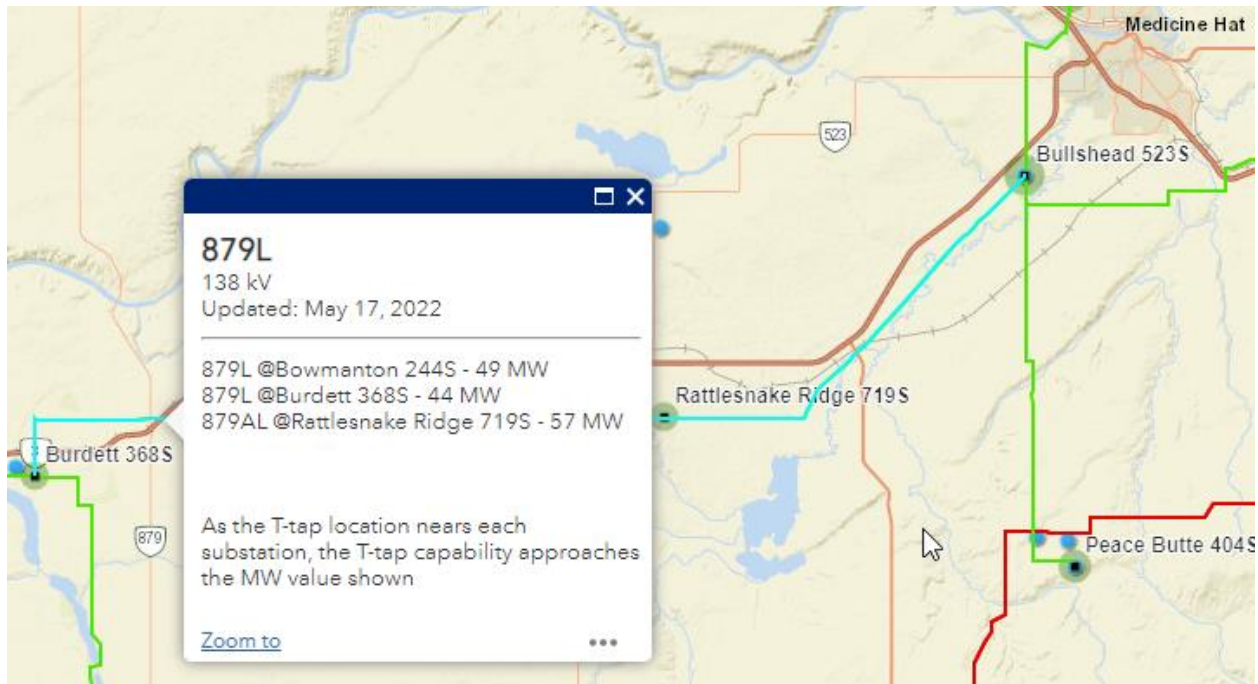 Medicine Hat
523
Bullshead 523S
879L
138 kV
Updated: May 17, 2022
879L @Bowmanton 244S - 49 MW
879L @Burdett 368S - 44 MW
879AL @Rattlesnake Ridge 719S - 57 MW
Rattlesnake Ridge 719S
3
Burdett 368S
As the T-tap location nears each
substation, the T-tap capability approaches
the MW value shown
879
Peace Butte 404S
Zoom to